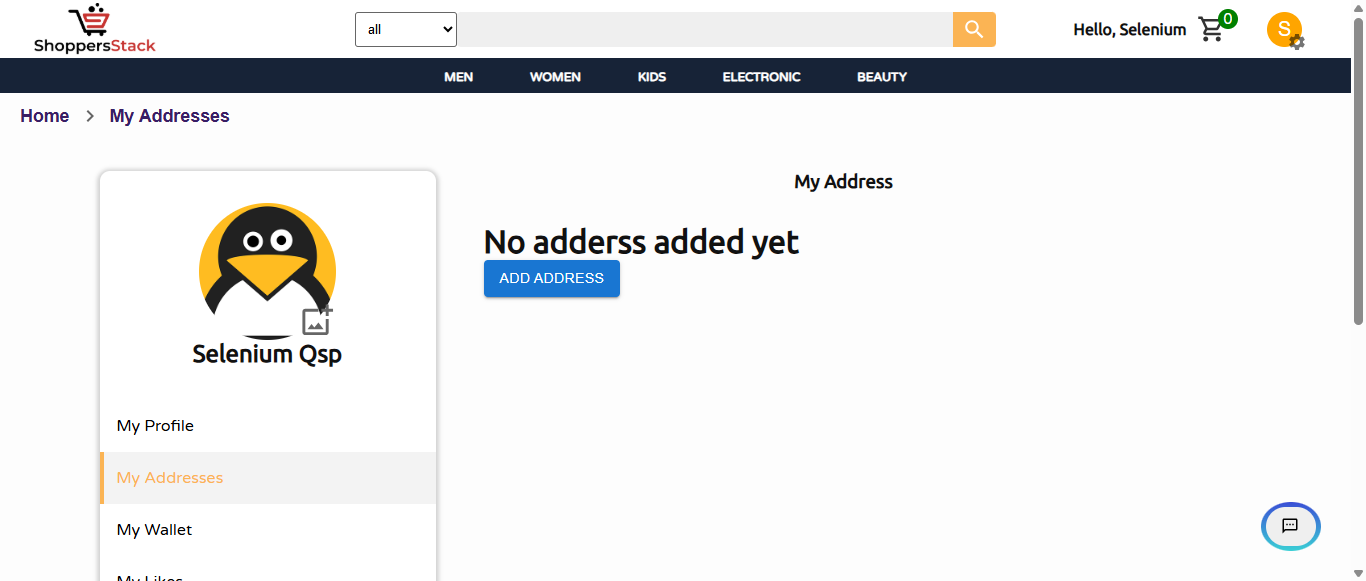 ShoppersStack
all
Hello, Selenium
0
S
MEN WOMEN KIDS ELECTRONIC BEAUTY
Home > My Addresses
My Address
No adderss added yet
ADD ADDRESS
Selenium Qsp
My Profile
My Addresses
My Wallet
My Likes